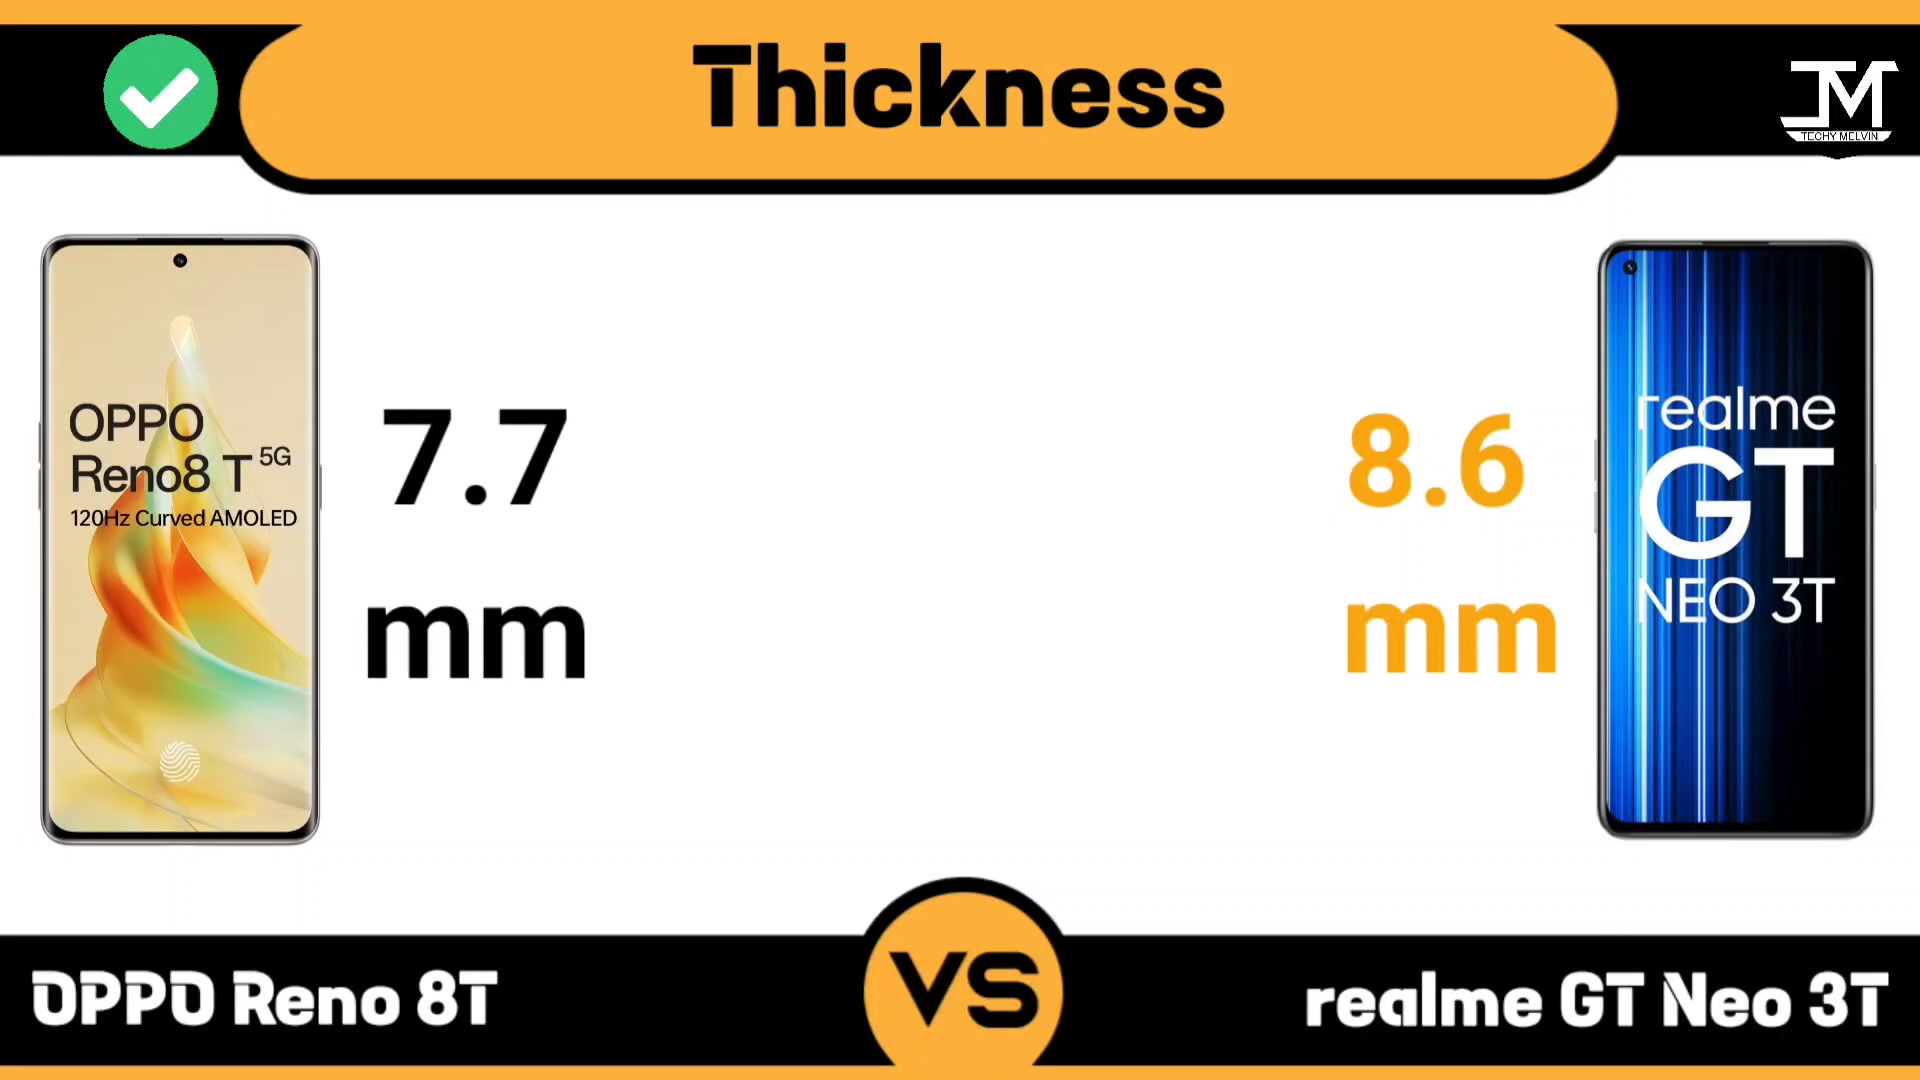 Thickness
TECHY MELVIN
OPPO
Reno8 T 5G
120Hz Curved AMOLED
7.7
mm
8.6
mm
realme
GT
NEO 3T
OPPO Reno 8T
VS
realme GT Neo 3T